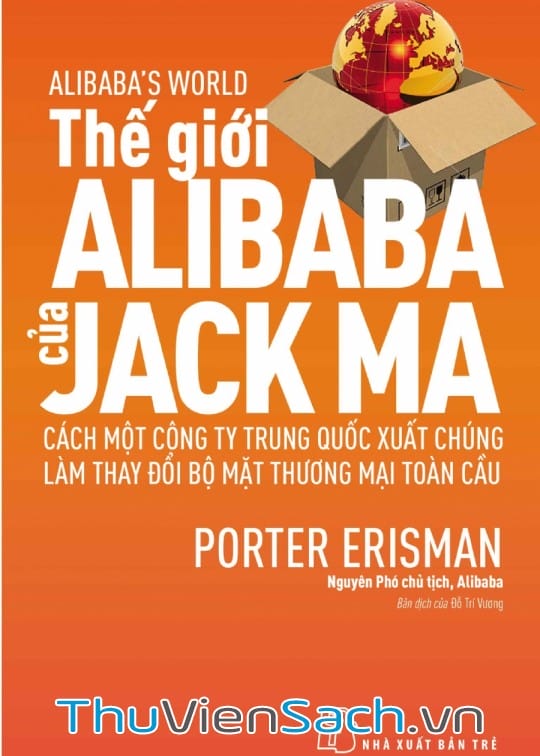 ALIBABA'S WORLD
Thế giới
ALIBABA
của
JACK MA
CÁCH MỘT CÔNG TY TRUNG QUỐC XUẤT CHÚNG
LÀM THAY ĐỔI BỘ MẶT THƯƠNG MẠI TOÀN CẦU
PORTER ERISMAN
Nguyên Phó chủ tịch, Alibaba
Bản dịch của Đỗ Trí Vương
ThuVienSach.vn
NHÀ XUẤT BẢN TRẺ